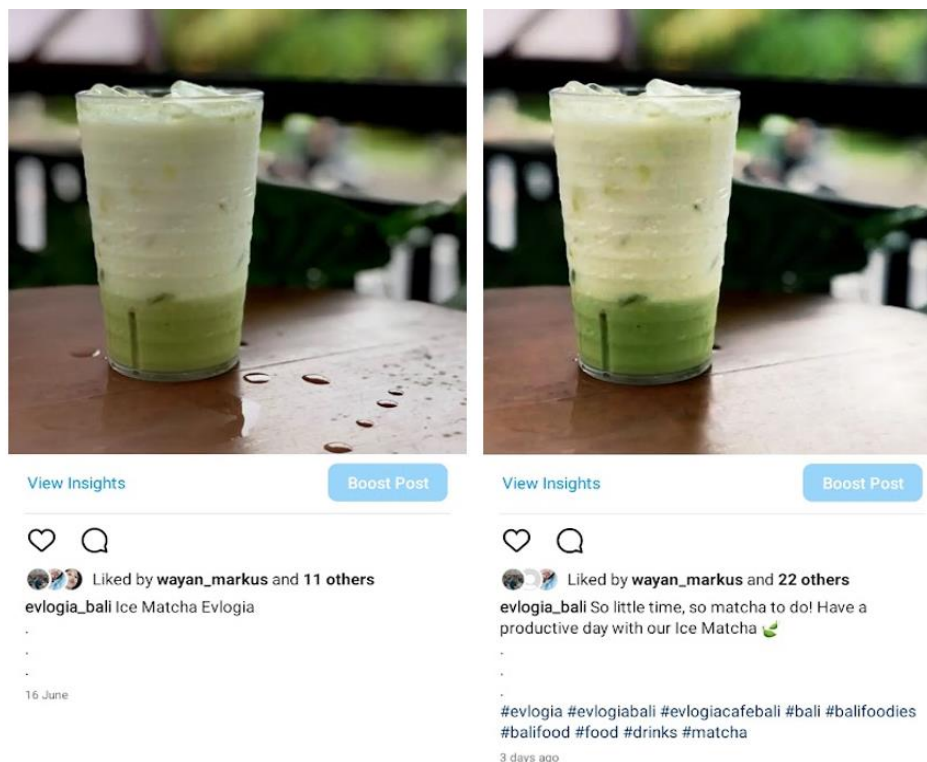 View Insights
Boost Post
Liked by wayan_markus and 11 others
evlogia_bali Ice Matcha Evlogia
.
.
.
16 June
View Insights
Boost Post
Liked by wayan_markus and 22 others
evlogia_bali So little time, so matcha to do! Have a
productive day with our Ice Matcha 🍃
.
.
.
#evlogia #evlogiabali #evlogiacafebali #bali #balifoodies
#balifood #food #drinks #matcha
3 days ago